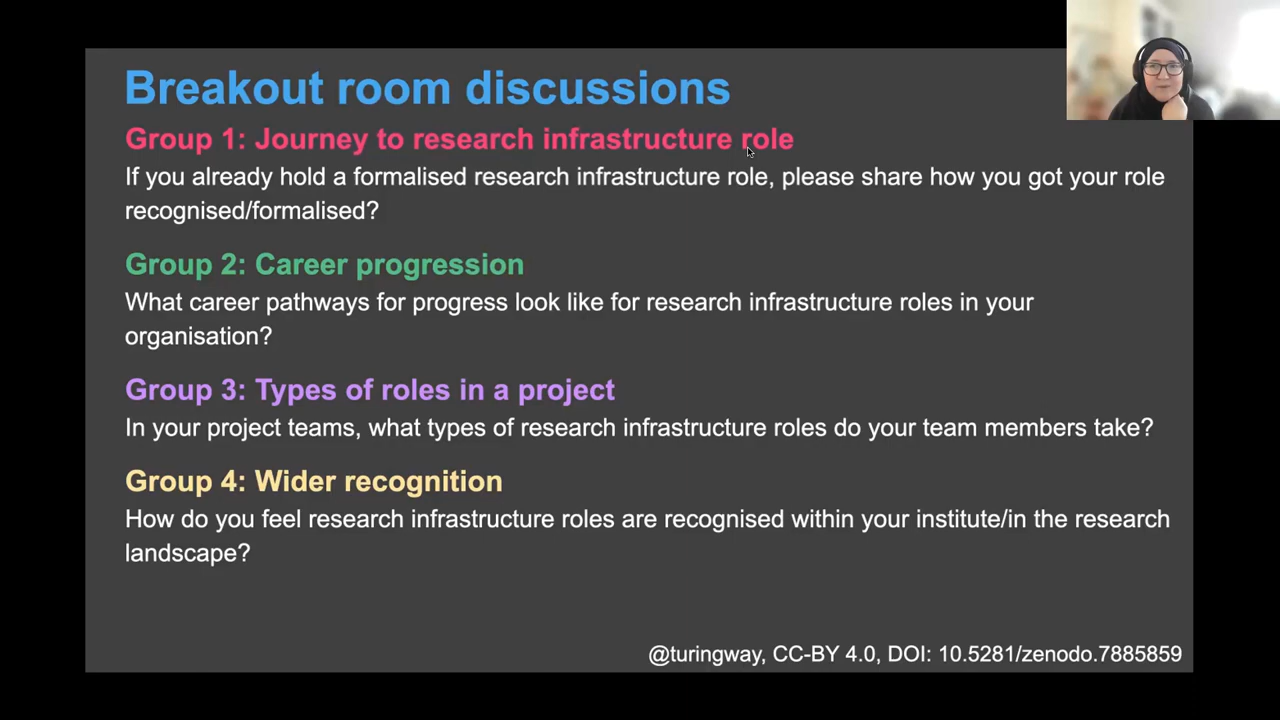 Breakout room discussions
Group 1: Journey to research infrastructure role
If you already hold a formalised research infrastructure role, please share how you got your role
recognised/formalised?
Group 2: Career progression
What career pathways for progress look like for research infrastructure roles in your
organisation?
Group 3: Types of roles in a project
In your project teams, what types of research infrastructure roles do your team members take?
Group 4: Wider recognition
How do you feel research infrastructure roles are recognised within your institute/in the research
landscape?
@turingway, CC-BY 4.0, DOI: 10.5281/zenodo.7885859